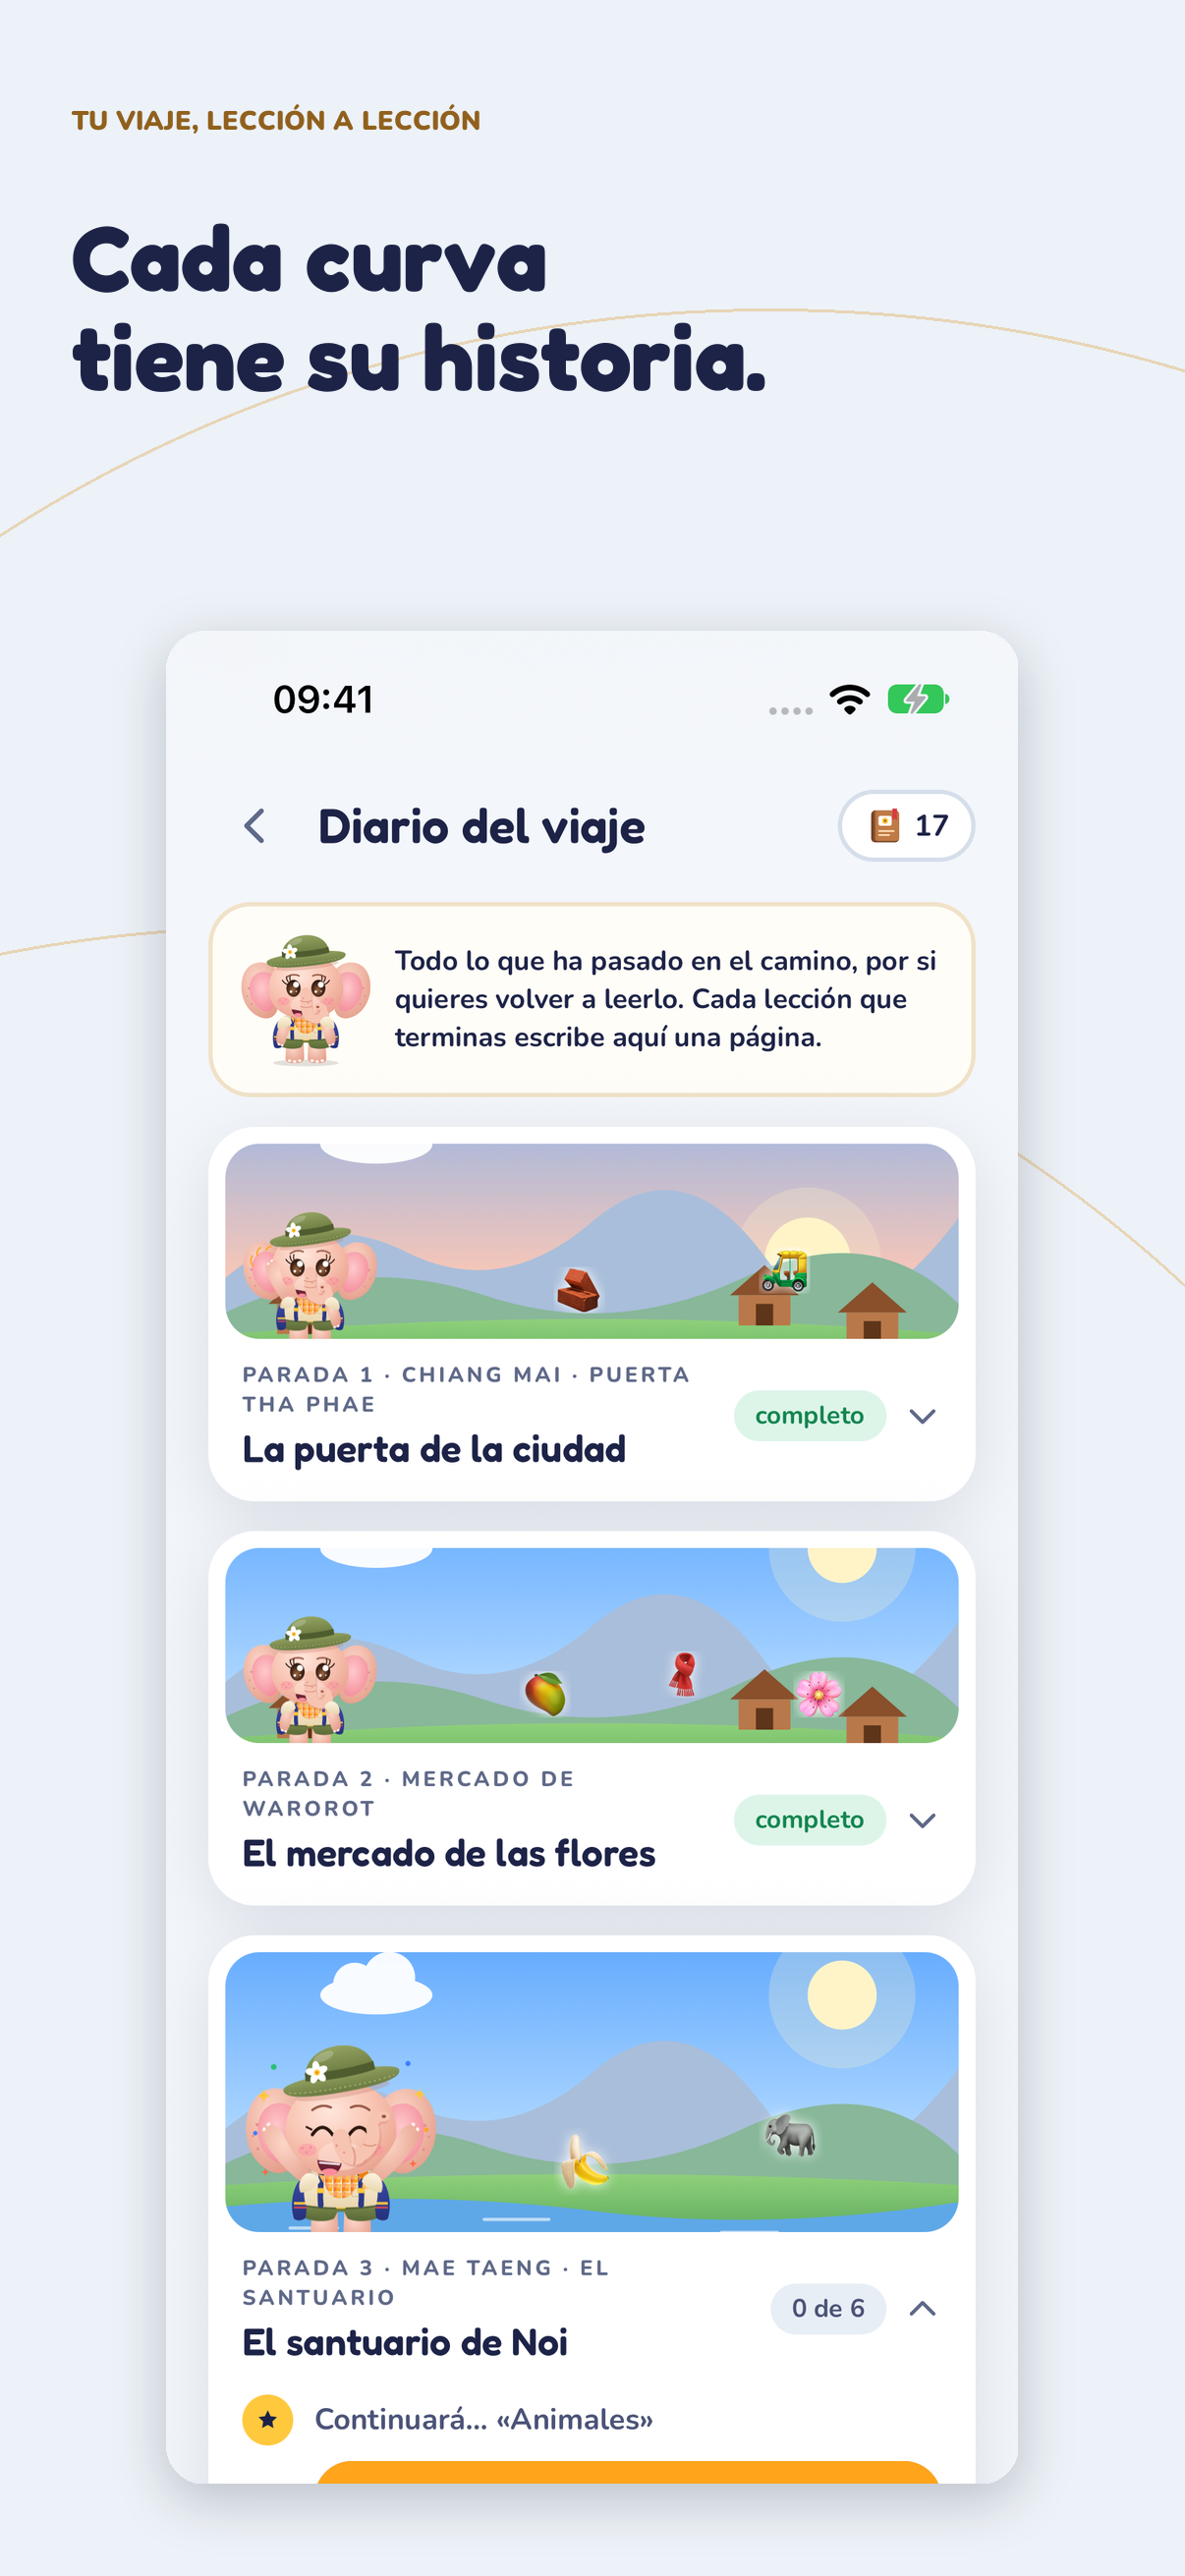 TU VIAJE, LECCIÓN A LECCIÓN
Cada curva
tiene su historia.
09:41
Diario del viaje
17
Todo lo que ha pasado en el camino, por si
quieres volver a leerlo. Cada lección que
terminas escribe aquí una página.
PARADA 1 · CHIANG MAI · PUERTA
THA PHAE
completo
La puerta de la ciudad
PARADA 2 · MERCADO DE
WAROROT
completo
El mercado de las flores
PARADA 3 · MAE TAENG · EL
SANTUARIO
0 de 6
El santuario de Noi
Continuará... «Animales»